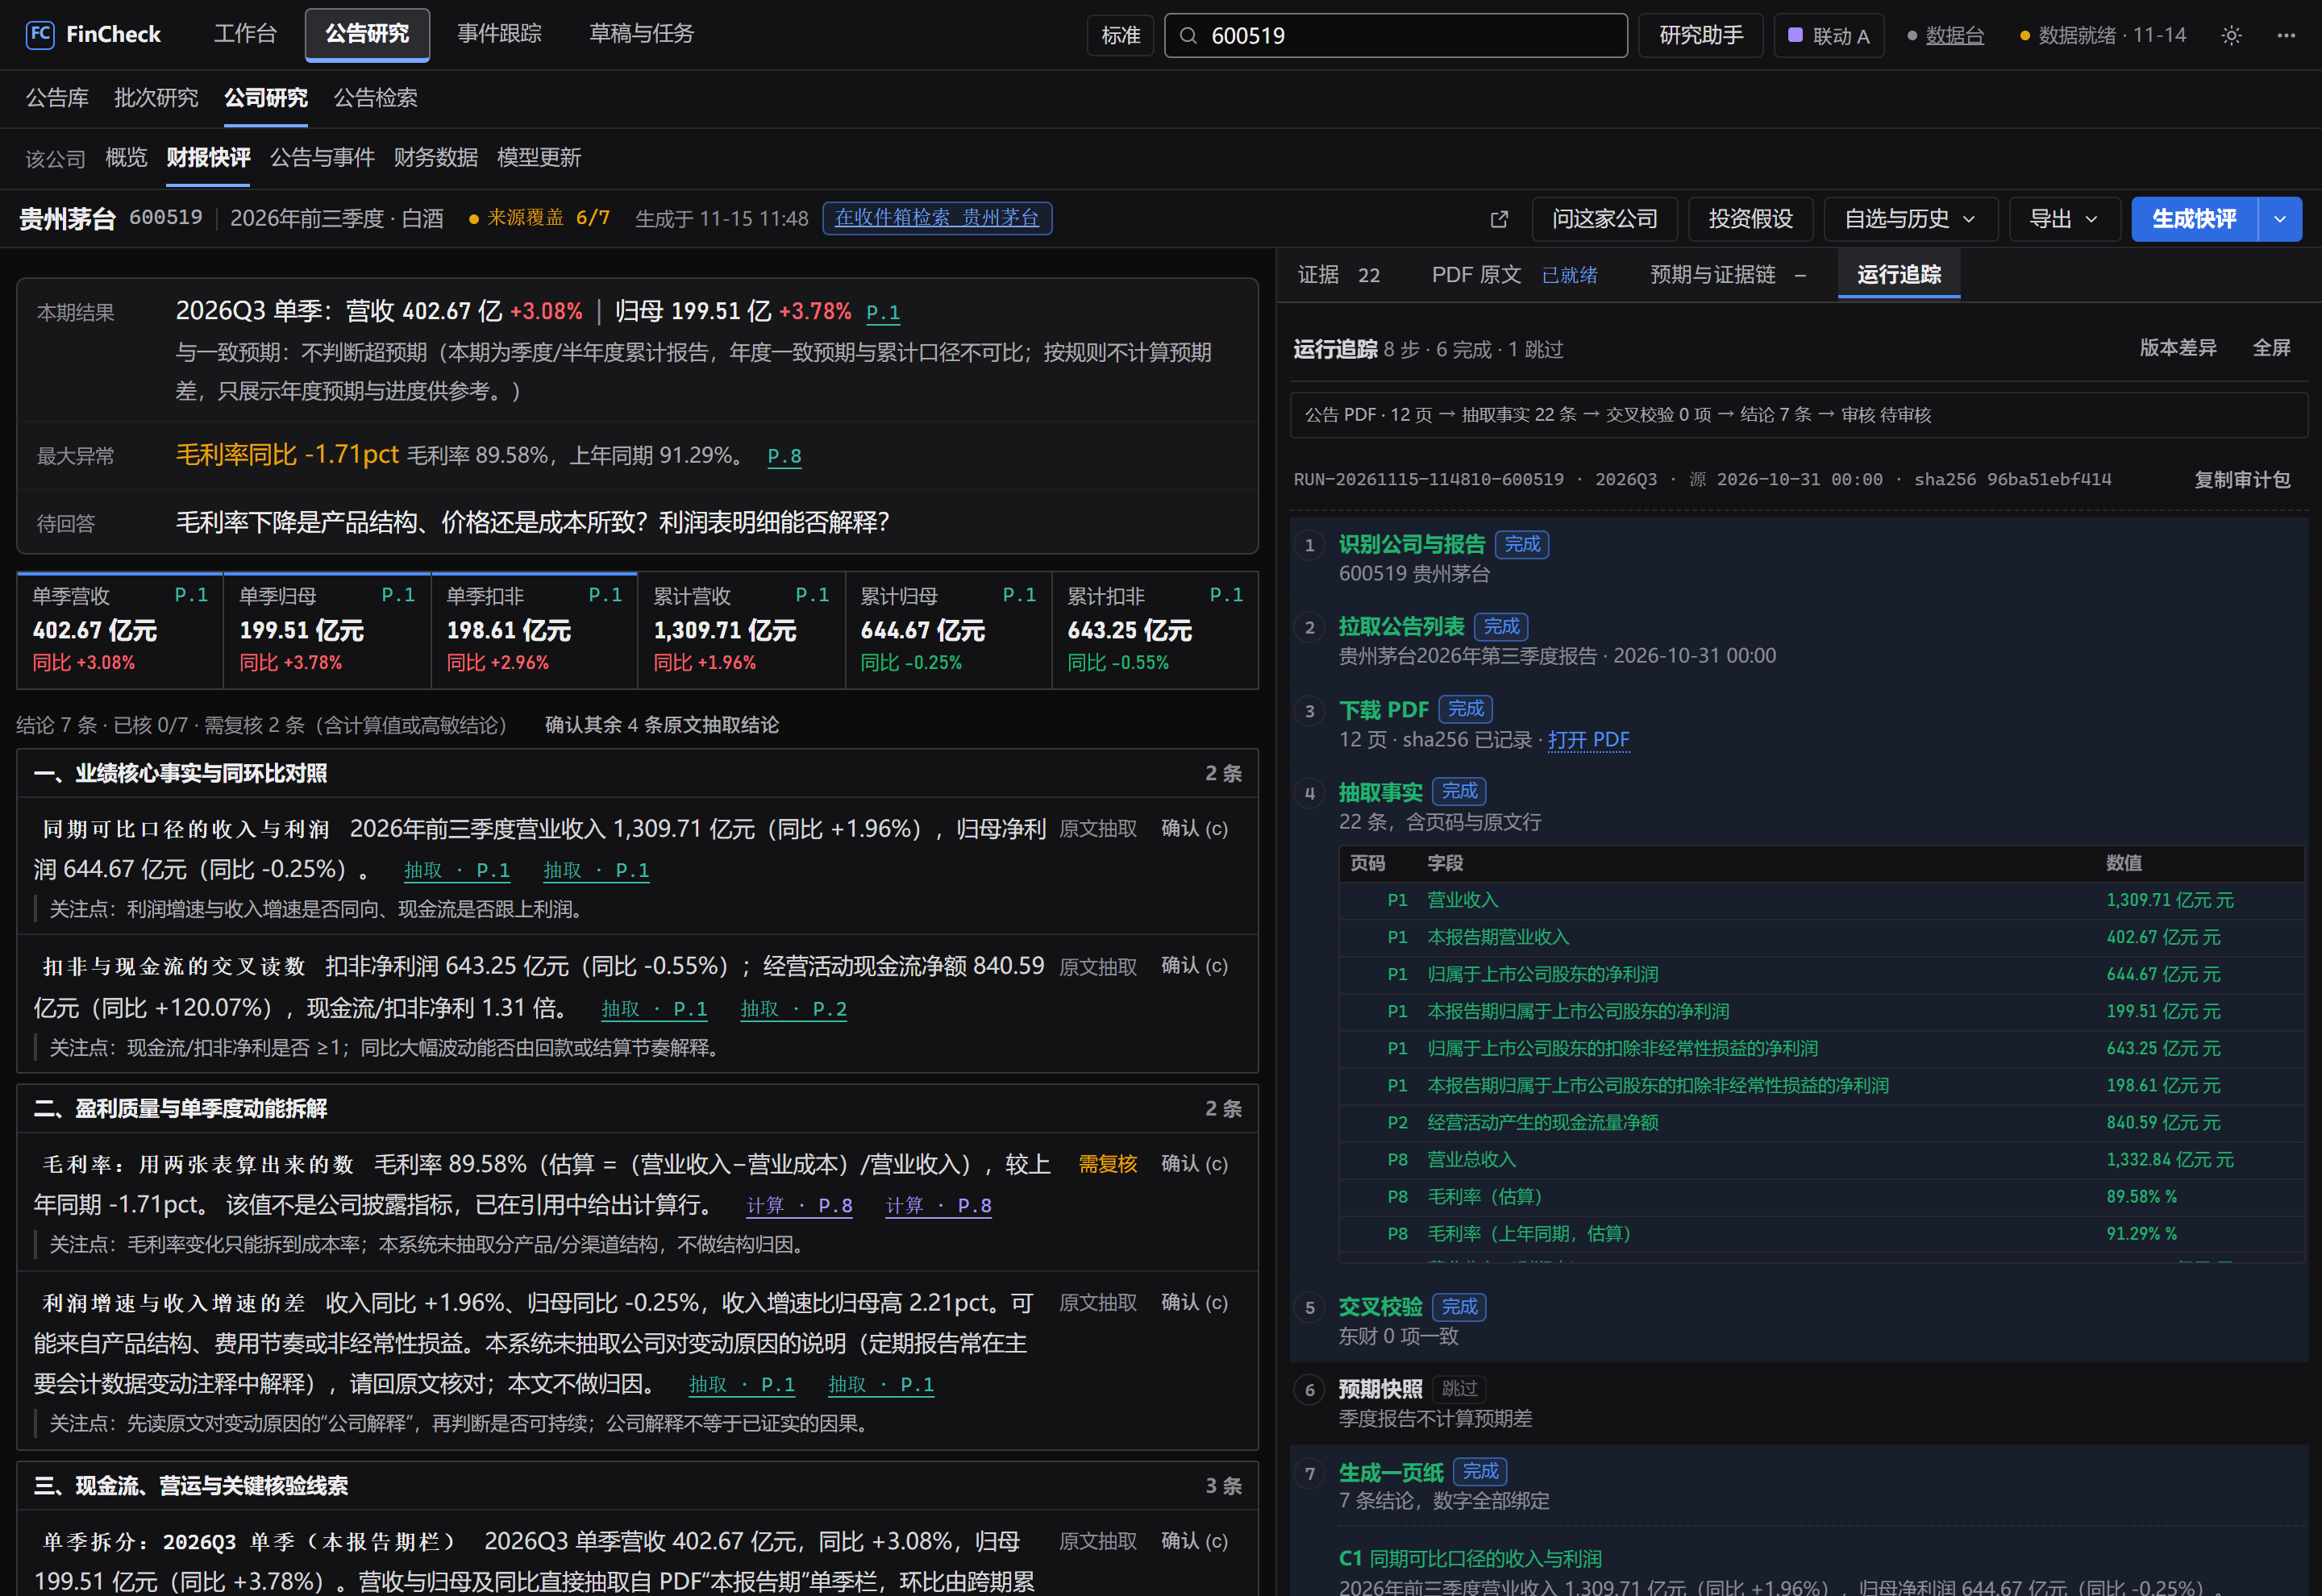 FC FinCheck 工作台 公告研究 事件跟踪 草稿与任务 标准 600519 研究助手 联动 A 数据台 数据就绪 · 11-14
公告库 批次研究 公司研究 公告检索
该公司 概览 财报快评 公告与事件 财务数据 模型更新
贵州茅台 600519 2026年前三季度 · 白酒 来源覆盖 6/7 生成于 11-15 11:48 在收件箱检索 贵州茅台 问这家公司 投资假设 自选与历史 导出 生成快评
本期结果 2026Q3 单季：营收 402.67 亿 +3.08% | 归母 199.51 亿 +3.78% P.1
与一致预期：不判断超预期（本期为季度/半年度累计报告，年度一致预期与累计口径不可比；按规则不计算预期
差，只展示年度预期与进度供参考。）
最大异常 毛利率同比 -1.71pct 毛利率 89.58%，上年同期 91.29%。 P.8
待回答 毛利率下降是产品结构、价格还是成本所致？利润表明细能否解释？
单季营收 P.1
402.67 亿元
同比 +3.08%
单季归母 P.1
199.51 亿元
同比 +3.78%
单季扣非 P.1
198.61 亿元
同比 +2.96%
累计营收 P.1
1,309.71 亿元
同比 +1.96%
累计归母 P.1
644.67 亿元
同比 -0.25%
累计扣非 P.1
643.25 亿元
同比 -0.55%
结论 7 条 · 已核 0/7 · 需复核 2 条（含计算值或高敏结论） 确认其余 4 条原文抽取结论
一、业绩核心事实与同环比对照 2 条
同期可比口径的收入与利润 2026年前三季度营业收入 1,309.71 亿元（同比 +1.96%），归母净利 原文抽取 确认 (c)
润 644.67 亿元（同比 -0.25%）。 抽取 · P.1 抽取 · P.1
关注点：利润增速与收入增速是否同向、现金流是否跟上利润。
扣非与现金流的交叉读数 扣非净利润 643.25 亿元（同比 -0.55%）；经营活动现金流净额 840.59 原文抽取 确认 (c)
亿元（同比 +120.07%），现金流/扣非净利 1.31 倍。 抽取 · P.1 抽取 · P.2
关注点：现金流/扣非净利是否 ≥1；同比大幅波动能否由回款或结算节奏解释。
二、盈利质量与单季度动能拆解 2 条
毛利率：用两张表算出来的数 毛利率 89.58%（估算 =（营业收入−营业成本）/营业收入），较上 需复核 确认 (c)
年同期 -1.71pct。 该值不是公司披露指标，已在引用中给出计算行。 计算 · P.8 计算 · P.8
关注点：毛利率变化只能拆到成本率；本系统未抽取分产品/分渠道结构，不做结构归因。
利润增速与收入增速的差 收入同比 +1.96%、归母同比 -0.25%，收入增速比归母高 2.21pct。可 原文抽取 确认 (c)
能来自产品结构、费用节奏或非经常性损益。本系统未抽取公司对变动原因的说明（定期报告常在主
要会计数据变动注释中解释），请回原文核对；本文不做归因。 抽取 · P.1 抽取 · P.1
关注点：先读原文对变动原因的“公司解释”，再判断是否可持续；公司解释不等于已证实的因果。
三、现金流、营运与关键核验线索 3 条
单季拆分：2026Q3 单季（本报告期栏） 2026Q3 单季营收 402.67 亿元，同比 +3.08%，归母 原文抽取 确认 (c)
199.51 亿元（同比 +3.78%）。营收与归母及同比直接抽取自 PDF“本报告期”单季栏，环比由跨期累
证据 22 PDF 原文 已就绪 预期与证据链 – 运行追踪
运行追踪 8 步 · 6 完成 · 1 跳过 版本差异 全屏
公告 PDF · 12 页 → 抽取事实 22 条 → 交叉校验 0 项 → 结论 7 条 → 审核 待审核
RUN-20261115-114810-600519 · 2026Q3 · 源 2026-10-31 00:00 · sha256 96ba51ebf414 复制审计包
1 识别公司与报告 完成
600519 贵州茅台
2 拉取公告列表 完成
贵州茅台2026年第三季度报告 · 2026-10-31 00:00
3 下载 PDF 完成
12 页 · sha256 已记录 · 打开 PDF
4 抽取事实 完成
22 条，含页码与原文行
页码 字段 数值
P1 营业收入 1,309.71 亿元 元
P1 本报告期营业收入 402.67 亿元 元
P1 归属于上市公司股东的净利润 644.67 亿元 元
P1 本报告期归属于上市公司股东的净利润 199.51 亿元 元
P1 归属于上市公司股东的扣除非经常性损益的净利润 643.25 亿元 元
P1 本报告期归属于上市公司股东的扣除非经常性损益的净利润 198.61 亿元 元
P2 经营活动产生的现金流量净额 840.59 亿元 元
P8 营业总收入 1,332.84 亿元 元
P8 毛利率（估算） 89.58% %
P8 毛利率（上年同期，估算） 91.29% %
5 交叉校验 完成
东财 0 项一致
6 预期快照 跳过
季度报告不计算预期差
7 生成一页纸 完成
7 条结论，数字全部绑定
C1 同期可比口径的收入与利润
2026年前三季度营业收入 1,309.71 亿元（同比 +1.96%），归母净利润 644.67 亿元（同比 -0.25%）。